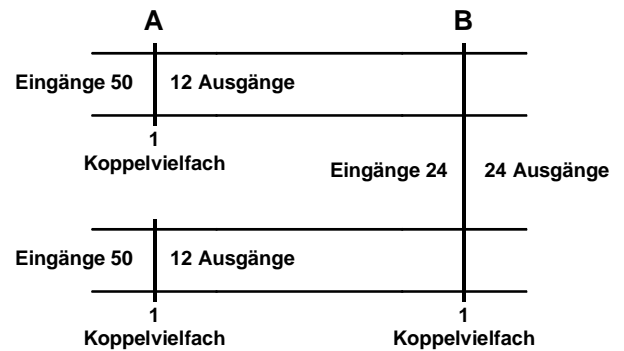 A
B
Eingänge 50
12 Ausgänge
1
Koppelvielfach
Eingänge 24
24 Ausgänge
Eingänge 50
12 Ausgänge
1
Koppelvielfach
1
Koppelvielfach